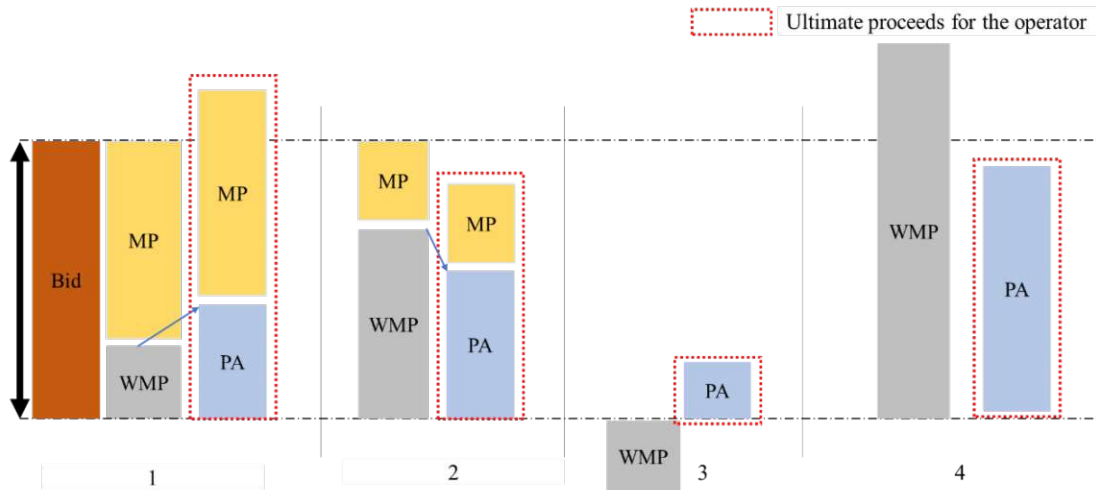 Ultimate proceeds for the operator
Bid
MP
WMP
MP
PA
MP
WMP
MP
PA
WMP
PA
WMP
PA
1
2
3
4